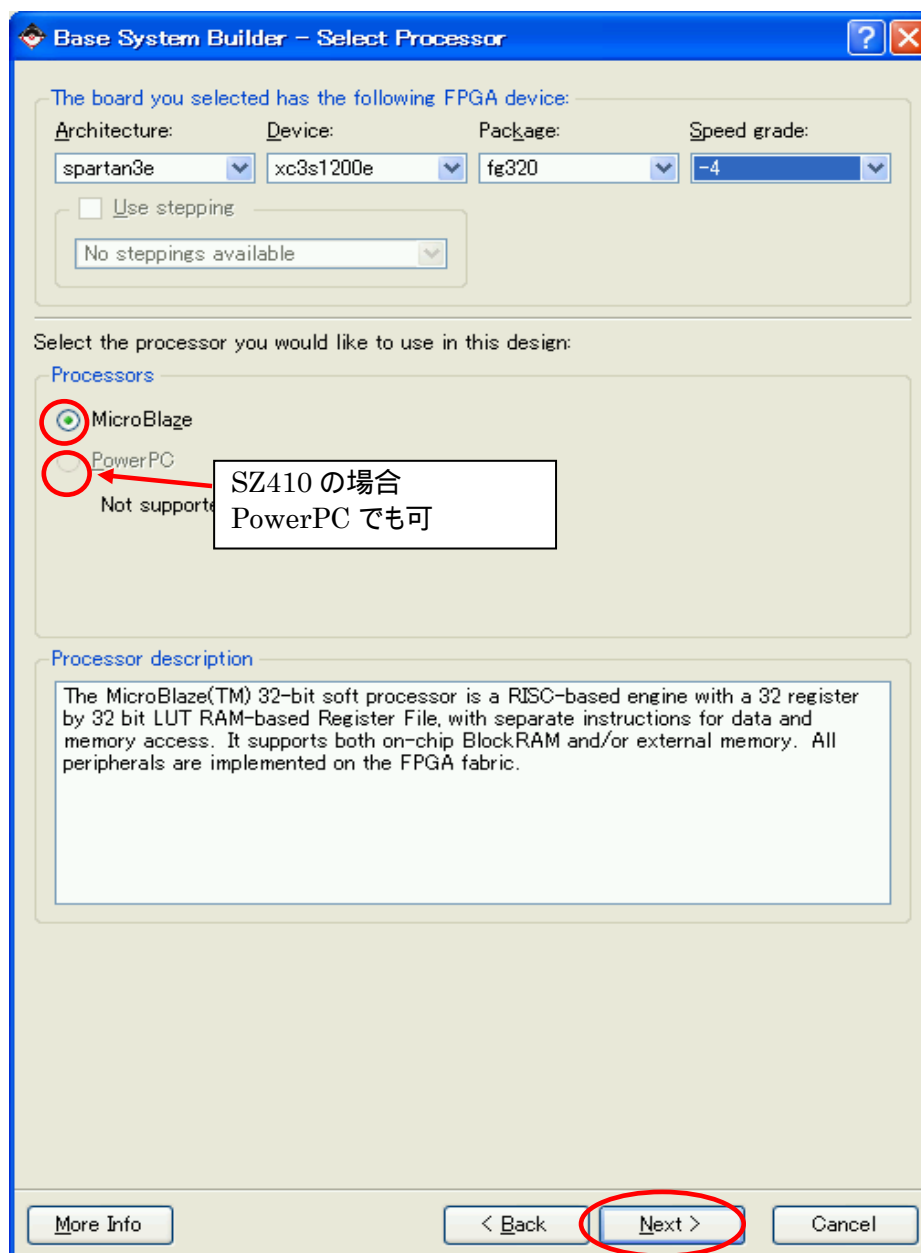 Base System Builder - Select Processor
The board you selected has the following FPGA device:
Architecture: Device: Package: Speed grade:
spartan3e xc3s1200e fg320 -4
Use stepping
No steppings available
Select the processor you would like to use in this design:
Processors
MicroBlaze
PowerPC
SZ410 の場合
PowerPC でも可
Not
Processor description
The MicroBlaze(TM) 32-bit soft processor is a RISC-based engine with a 32 register
by 32 bit LUT RAM-based Register File, with separate instructions for data and
memory access. It supports both on-chip BlockRAM and/or external memory. All
peripherals are implemented on the FPGA fabric.
More Info < Back Next > Cancel